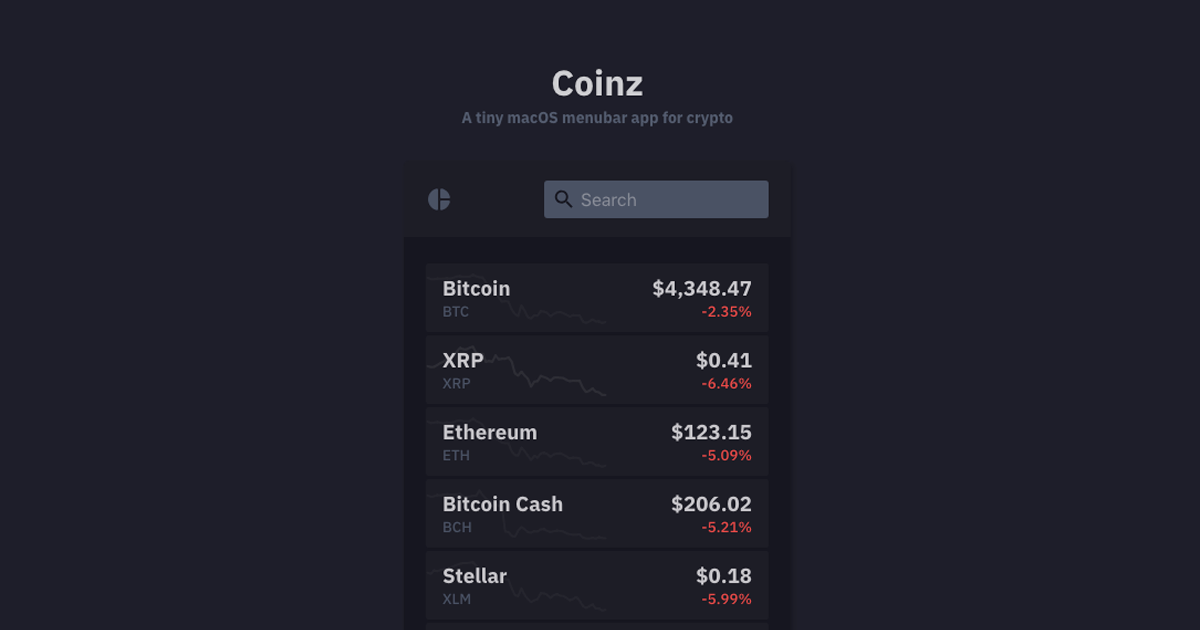 Coinz
A tiny macOS menubar app for crypto
Search
Bitcoin $4,348.47
BTC -2.35%
XRP $0.41
XRP -6.46%
Ethereum $123.15
ETH -5.09%
Bitcoin Cash $206.02
BCH -5.21%
Stellar $0.18
XLM -5.99%